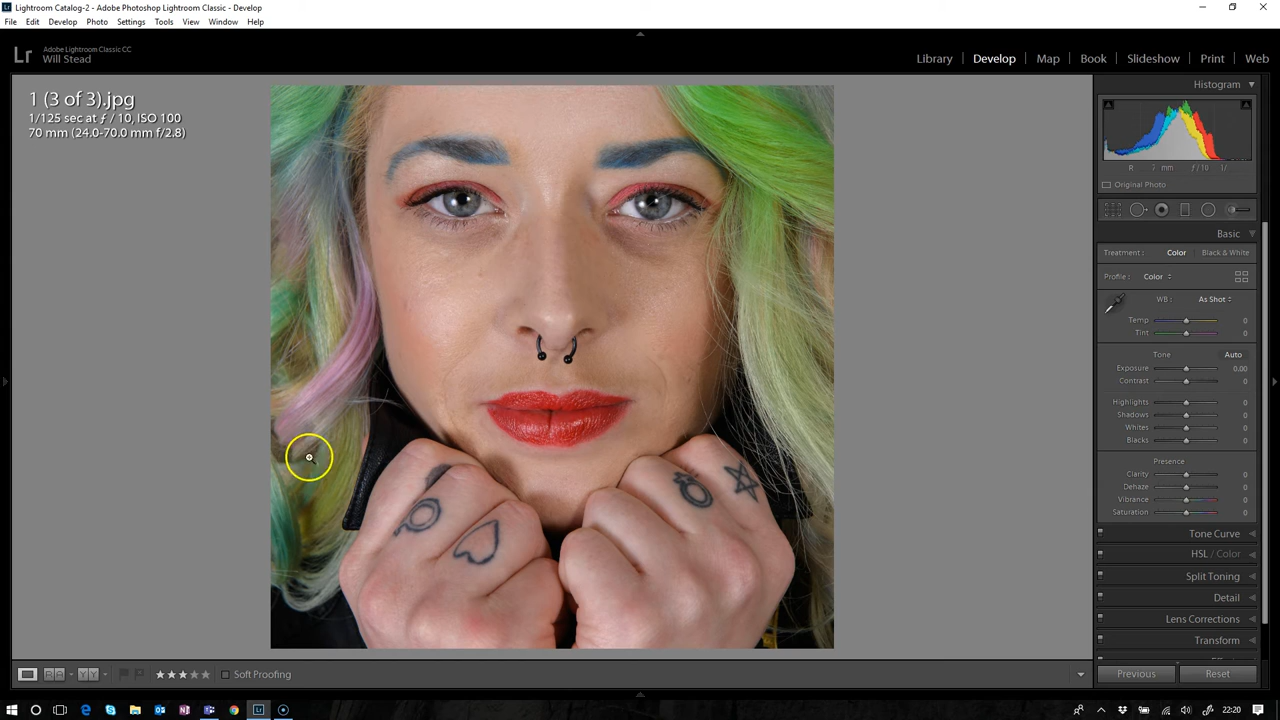 Lightroom Catalog-2 - Adobe Photoshop Lightroom Classic - Develop
File Edit Develop Photo Settings Tools View Window Help
Lr Adobe Lightroom Classic CC
Will Stead
Library Develop Map Book Slideshow Print Web
1 (3 of 3).jpg
1/125 sec at ƒ / 10, ISO 100
70 mm (24.0-70.0 mm f/2.8)
Histogram
Original Photo
Basic
Treatment : Color Black & White
Profile : Color
WB : As Shot
Temp 0
Tint 0
Tone Auto
Exposure 0.00
Contrast 0
Highlights 0
Shadows 0
Whites 0
Blacks 0
Presence
Clarity 0
Dehaze 0
Vibrance 0
Saturation 0
Tone Curve
HSL / Color
Split Toning
Detail
Lens Corrections
Transform
Previous Reset
Soft Proofing
22:20